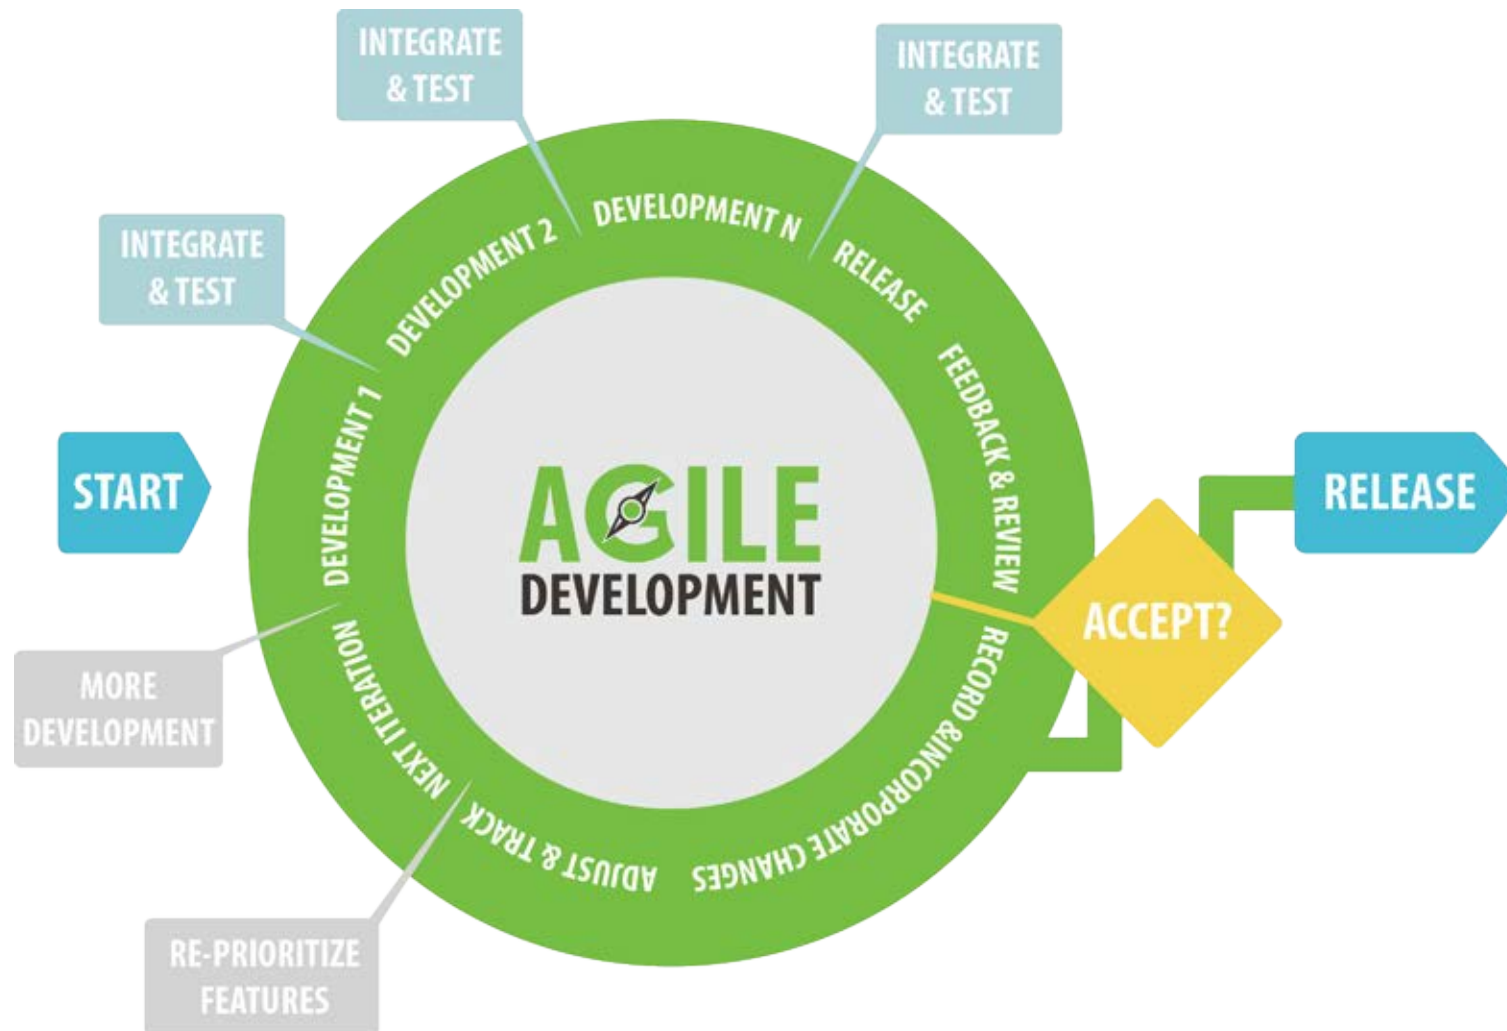 INTEGRATE
& TEST
INTEGRATE
& TEST
INTEGRATE
& TEST
START
DEVELOPMENT 1
DEVELOPMENT 2
DEVELOPMENT N
RELEASE
FEEDBACK & REVIEW
RECORD &INCORPORATE CHANGES
ADJUST & TRACK
NEXT ITERATION
AGILE
DEVELOPMENT
ACCEPT?
RELEASE
MORE
DEVELOPMENT
RE-PRIORITIZE
FEATURES